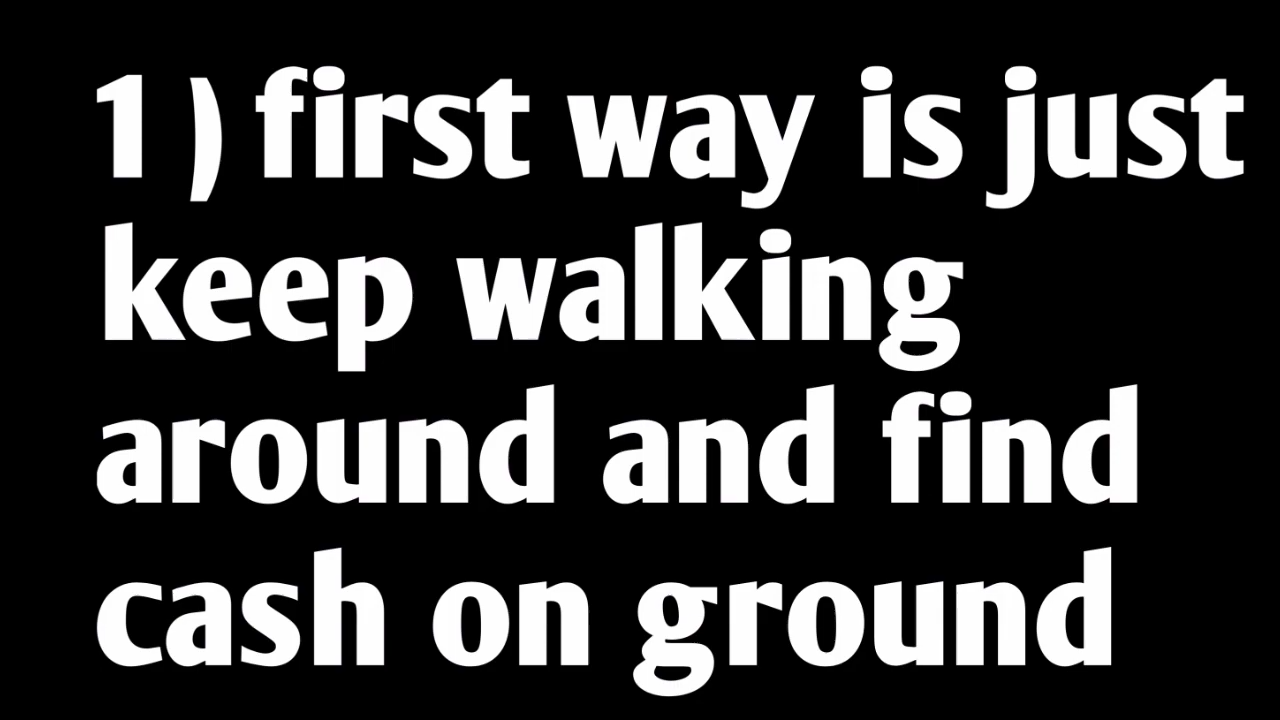 1 ) first way is just
keep walking
around and find
cash on ground